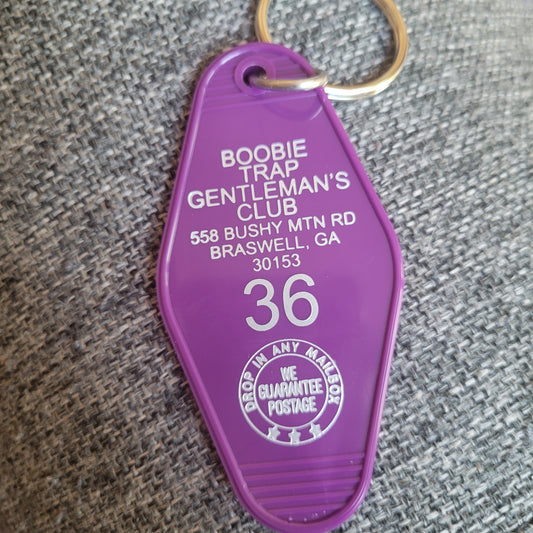 BOOBIE
TRAP
GENTLEMAN'S
CLUB
558 BUSHY MTN RD
BRASWELL, GA
30153
36
DROP IN ANY MAILBOX
WE
GUARANTEE
POSTAGE